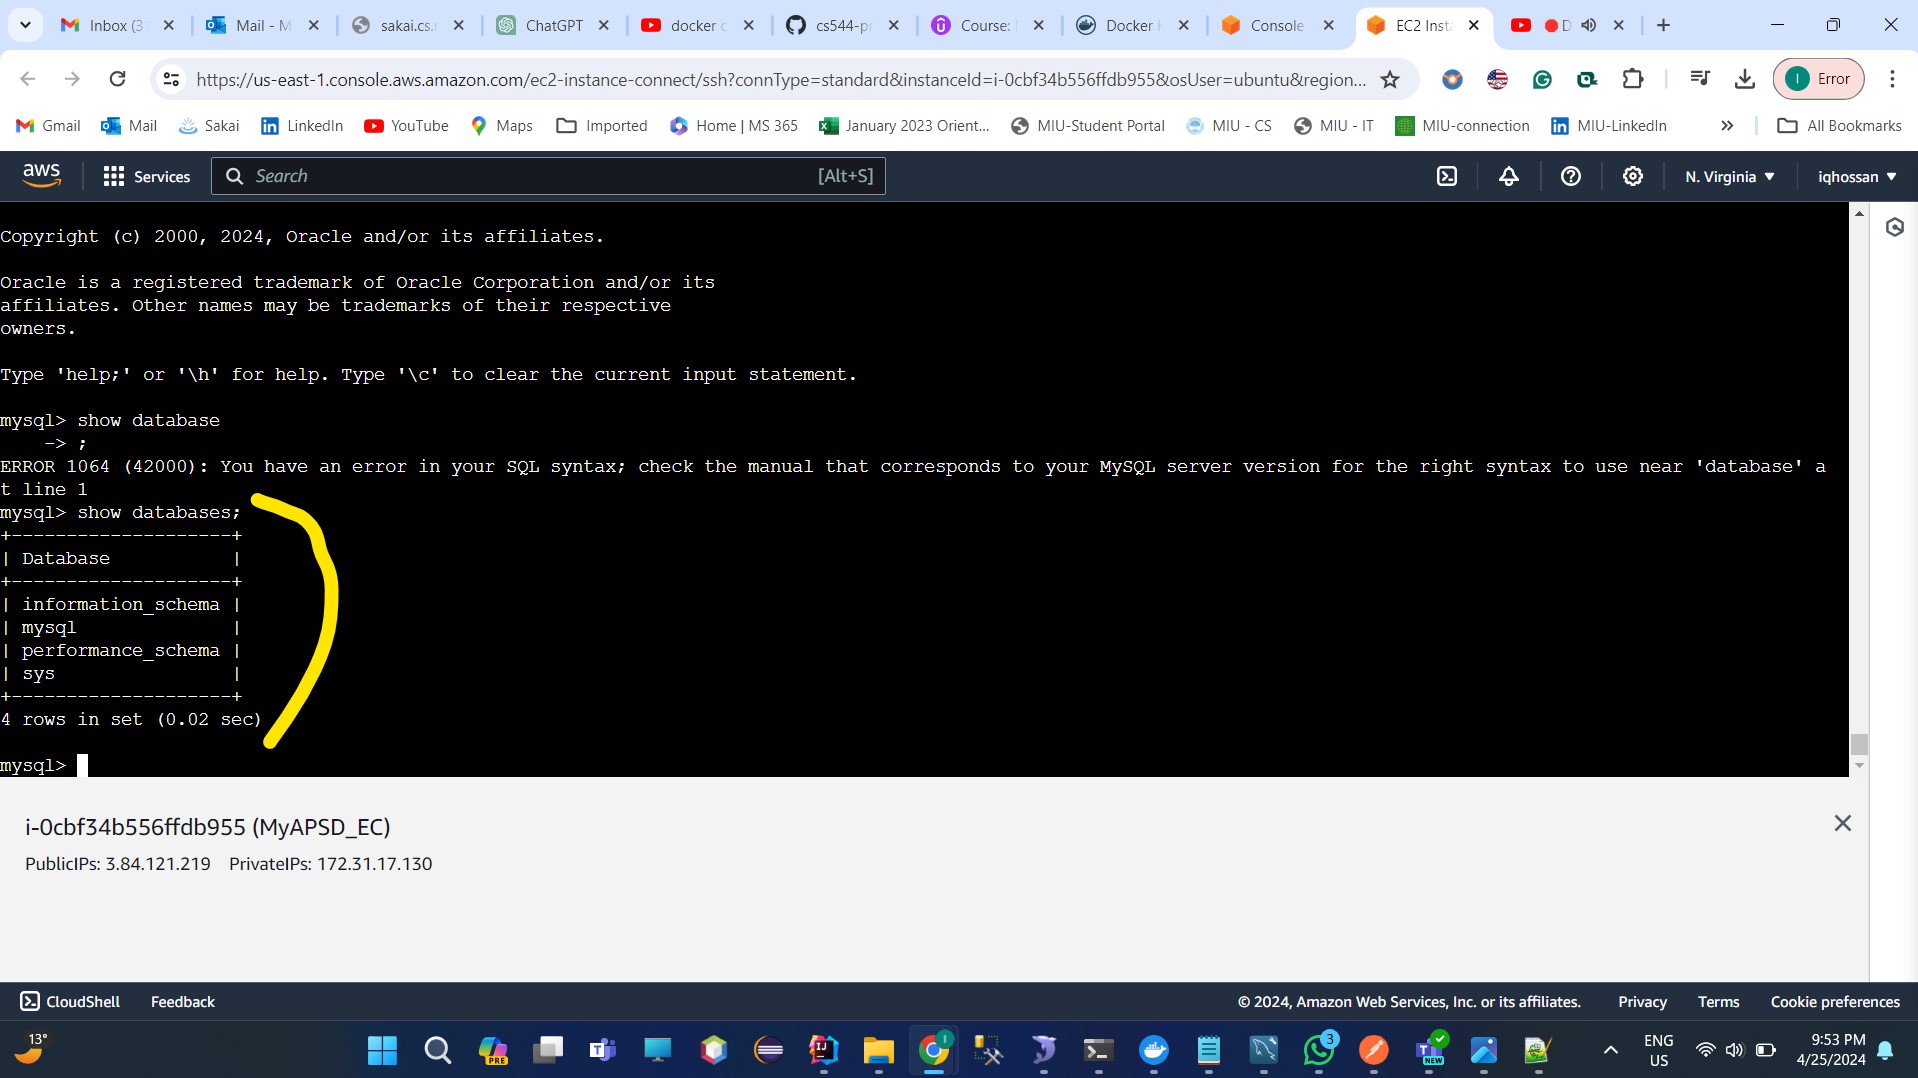 Inbox (3
Mail - M
sakai.cs.
ChatGPT
docker c
cs544-p
Course:
Docker
Console
EC2 Inst
D
https://us-east-1.console.aws.amazon.com/ec2-instance-connect/ssh?connType=standard&instanceId=i-0cbf34b556ffdb955&osUser=ubuntu&region...
I Error
Gmail
Mail
Sakai
LinkedIn
YouTube
Maps
Imported
Home | MS 365
January 2023 Orient...
MIU-Student Portal
MIU - CS
MIU - IT
MIU-connection
MIU-LinkedIn
»
All Bookmarks
aws
Services
Search
[Alt+S]
N. Virginia
iqhossan
Copyright (c) 2000, 2024, Oracle and/or its affiliates.
Oracle is a registered trademark of Oracle Corporation and/or its
affiliates. Other names may be trademarks of their respective
owners.
Type 'help;' or '\h' for help. Type '\c' to clear the current input statement.
mysql> show database
-> ;
ERROR 1064 (42000): You have an error in your SQL syntax; check the manual that corresponds to your MySQL server version for the right syntax to use near 'database' a
t line 1
mysql> show databases;
+--------------------+
| Database           |
+--------------------+
| information_schema |
| mysql              |
| performance_schema |
| sys                |
+--------------------+
4 rows in set (0.02 sec)
mysql>
i-0cbf34b556ffdb955 (MyAPSD_EC)
PublicIPs: 3.84.121.219 PrivateIPs: 172.31.17.130
CloudShell
Feedback
© 2024, Amazon Web Services, Inc. or its affiliates.
Privacy
Terms
Cookie preferences
13°
PRE
IJ
I
3
NEW
ENG
US
9:53 PM
4/25/2024